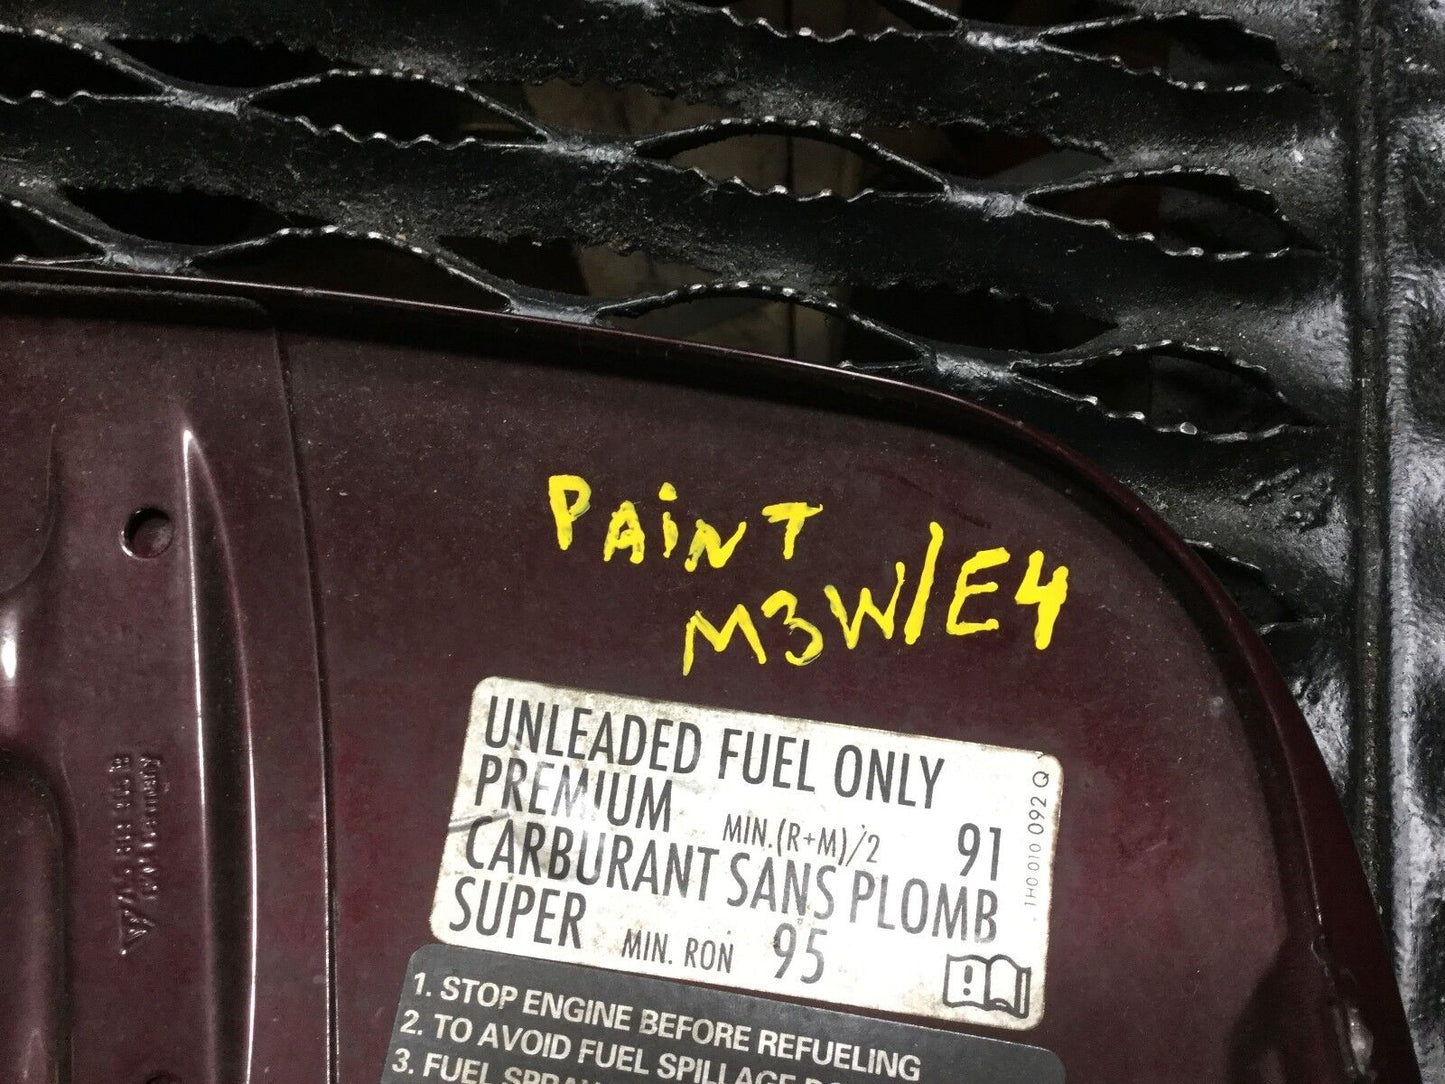 PAiNT
M3W/E4
UNLEADED FUEL ONLY
PREMIUM MIN.(R+M)/2 91
CARBURANT SANS PLOMB
SUPER MIN. RON 95
1H0 010 092 Q
1. STOP ENGINE BEFORE REFUELING
2. TO AVOID FUEL SPILLAGE
3. FUEL